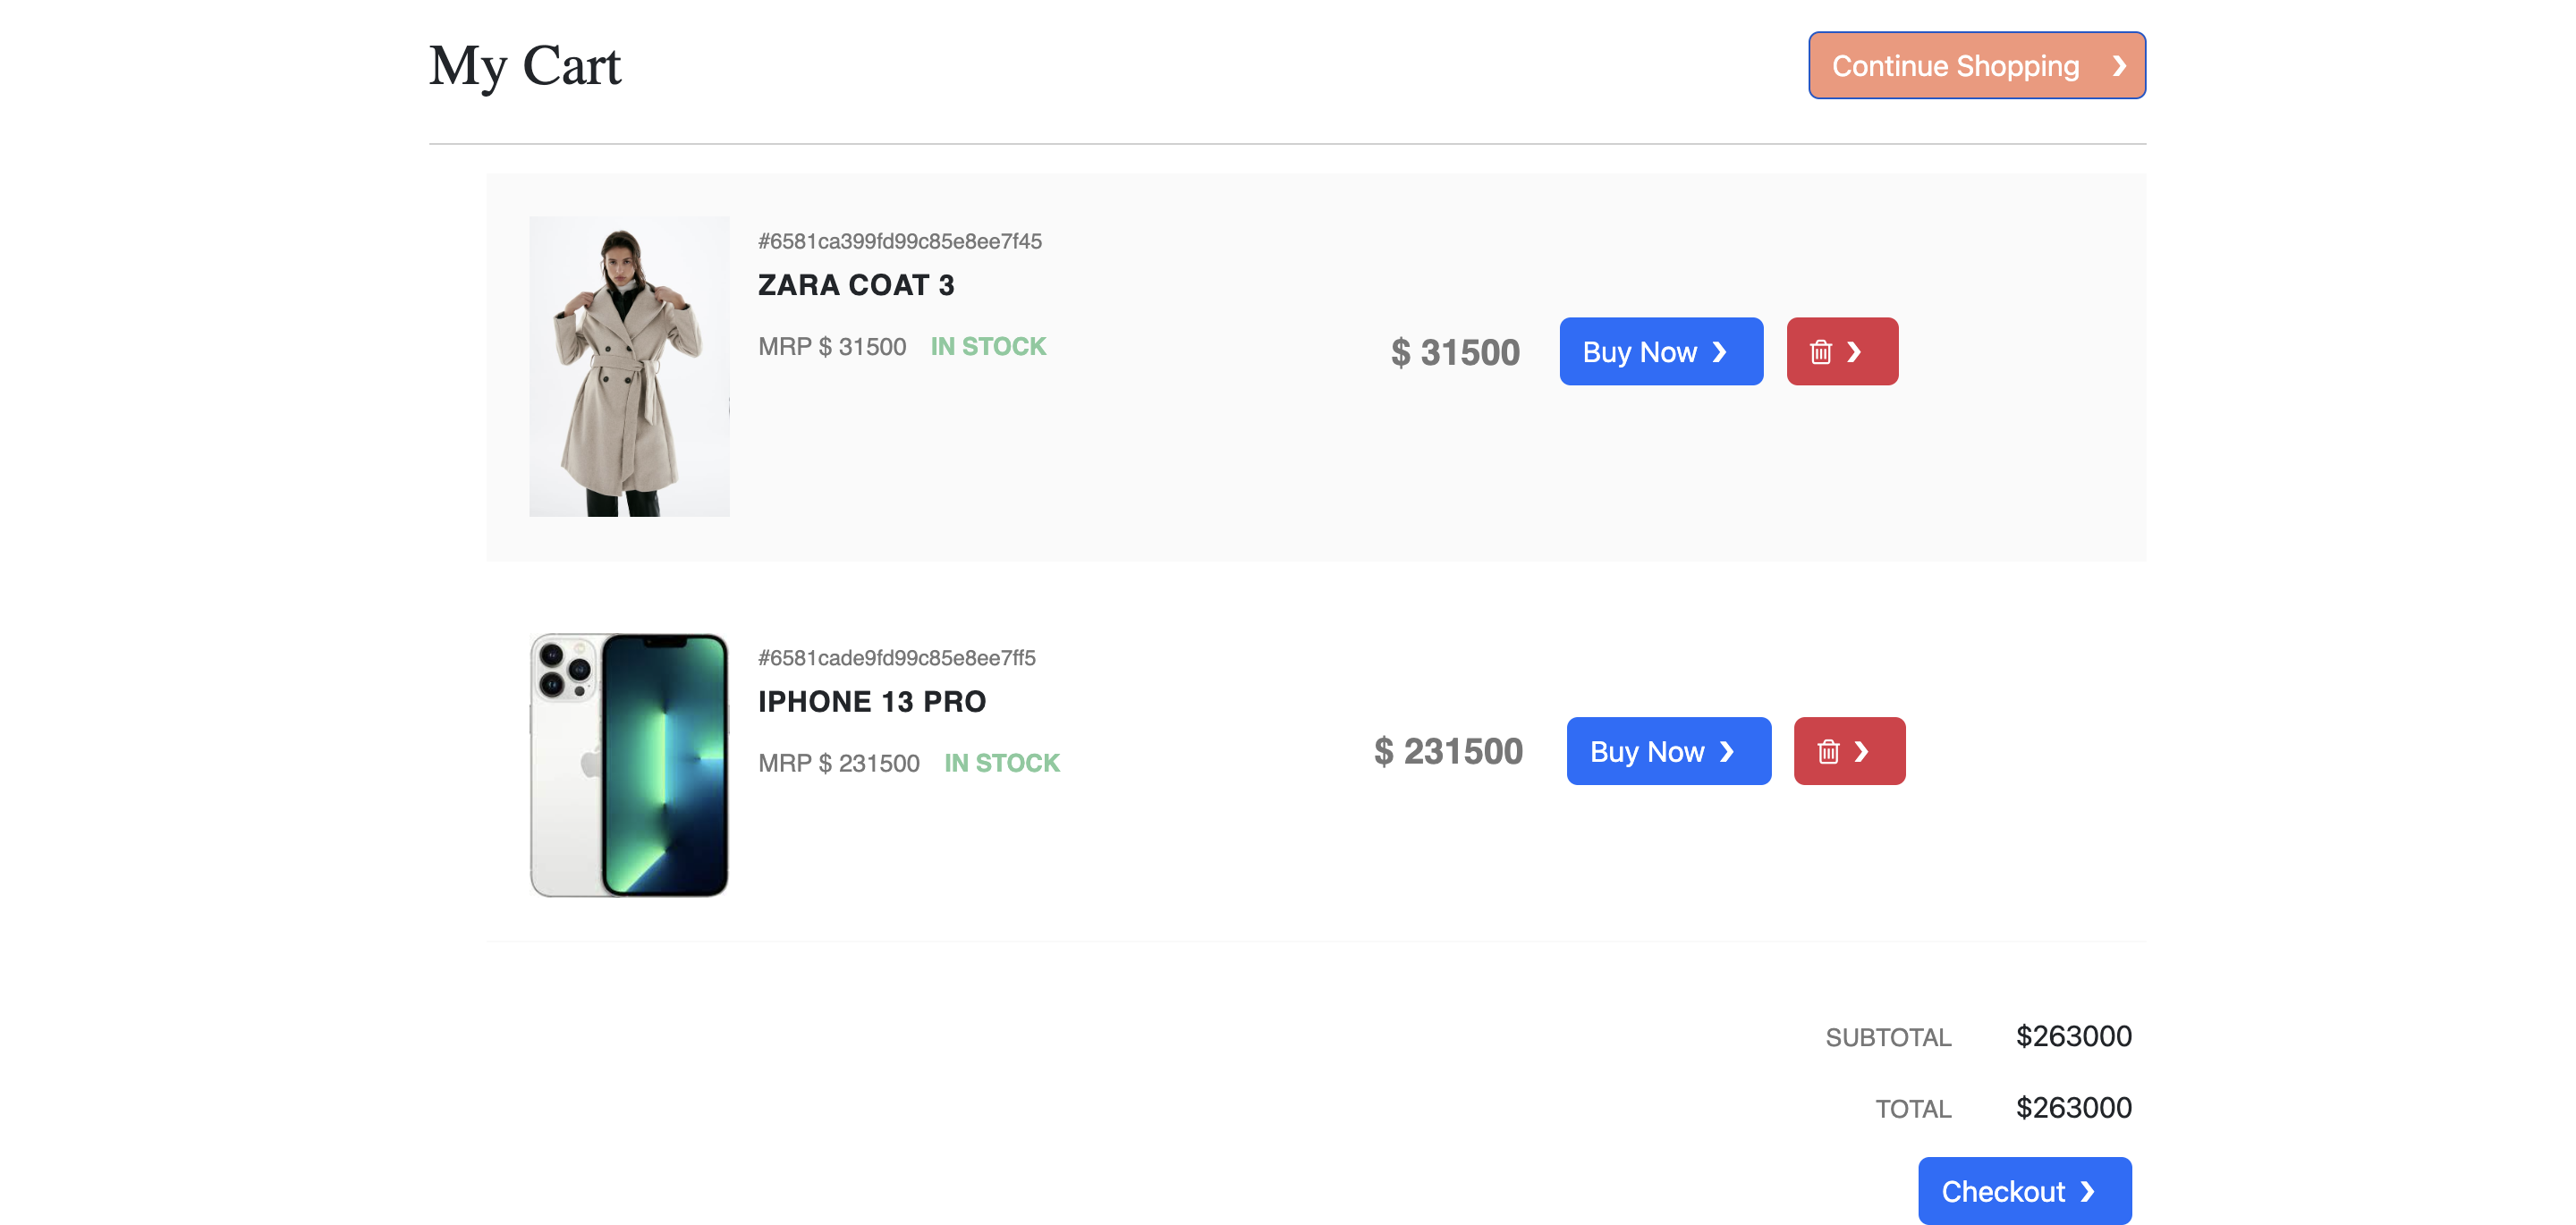 My Cart
Continue Shopping ❯
#6581ca399fd99c85e8ee7f45
ZARA COAT 3
MRP $ 31500 IN STOCK
$ 31500
Buy Now ❯
❯
#6581cade9fd99c85e8ee7ff5
IPHONE 13 PRO
MRP $ 231500 IN STOCK
$ 231500
Buy Now ❯
❯
SUBTOTAL $263000
TOTAL $263000
Checkout ❯